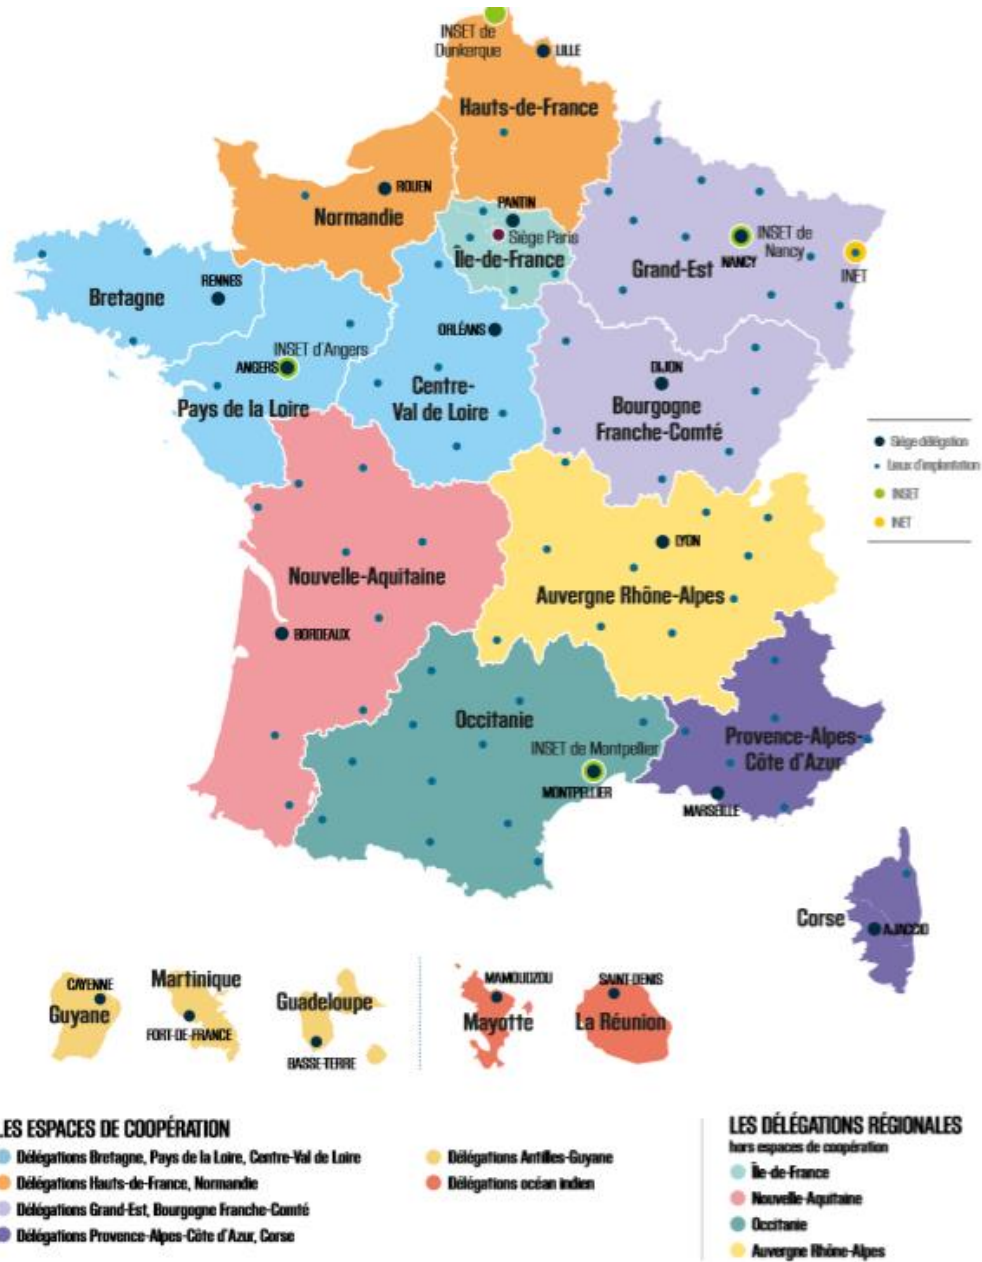 INSET de
Dunkerque
LILLE
Hauts-de-France
ROUEN
Normandie
PANTIN
Siège Paris
Île-de-France
INSET de
Nancy
NANCY
Grand-Est
INET
RENNES
Bretagne
ORLÉANS
INSET d'Angers
ANGERS
Pays de la Loire
Centre-
Val de Loire
DIJON
Bourgogne
Franche-Comté
Siège délégation
Lieux d'implantation
INSET
INET
LYON
Nouvelle-Aquitaine
Auvergne Rhône-Alpes
BORDEAUX
Occitanie
INSET de Montpellier
MONTPELLIER
Provence-Alpes-
Côte d'Azur
MARSEILLE
Corse
AJACCIO
CAYENNE
Guyane
Martinique
FORT-DE-FRANCE
Guadeloupe
BASSE-TERRE
MAMOUDZOU
Mayotte
SAINT-DENIS
La Réunion
LES ESPACES DE COOPÉRATION
Délégations Bretagne, Pays de la Loire, Centre-Val de Loire
Délégations Hauts-de-France, Normandie
Délégations Grand-Est, Bourgogne Franche-Comté
Délégations Provence-Alpes-Côte d'Azur, Corse
Délégations Antilles-Guyane
Délégations océan indien
LES DÉLÉGATIONS RÉGIONALES
hors espaces de coopération
Île-de-France
Nouvelle-Aquitaine
Occitanie
Auvergne Rhône-Alpes